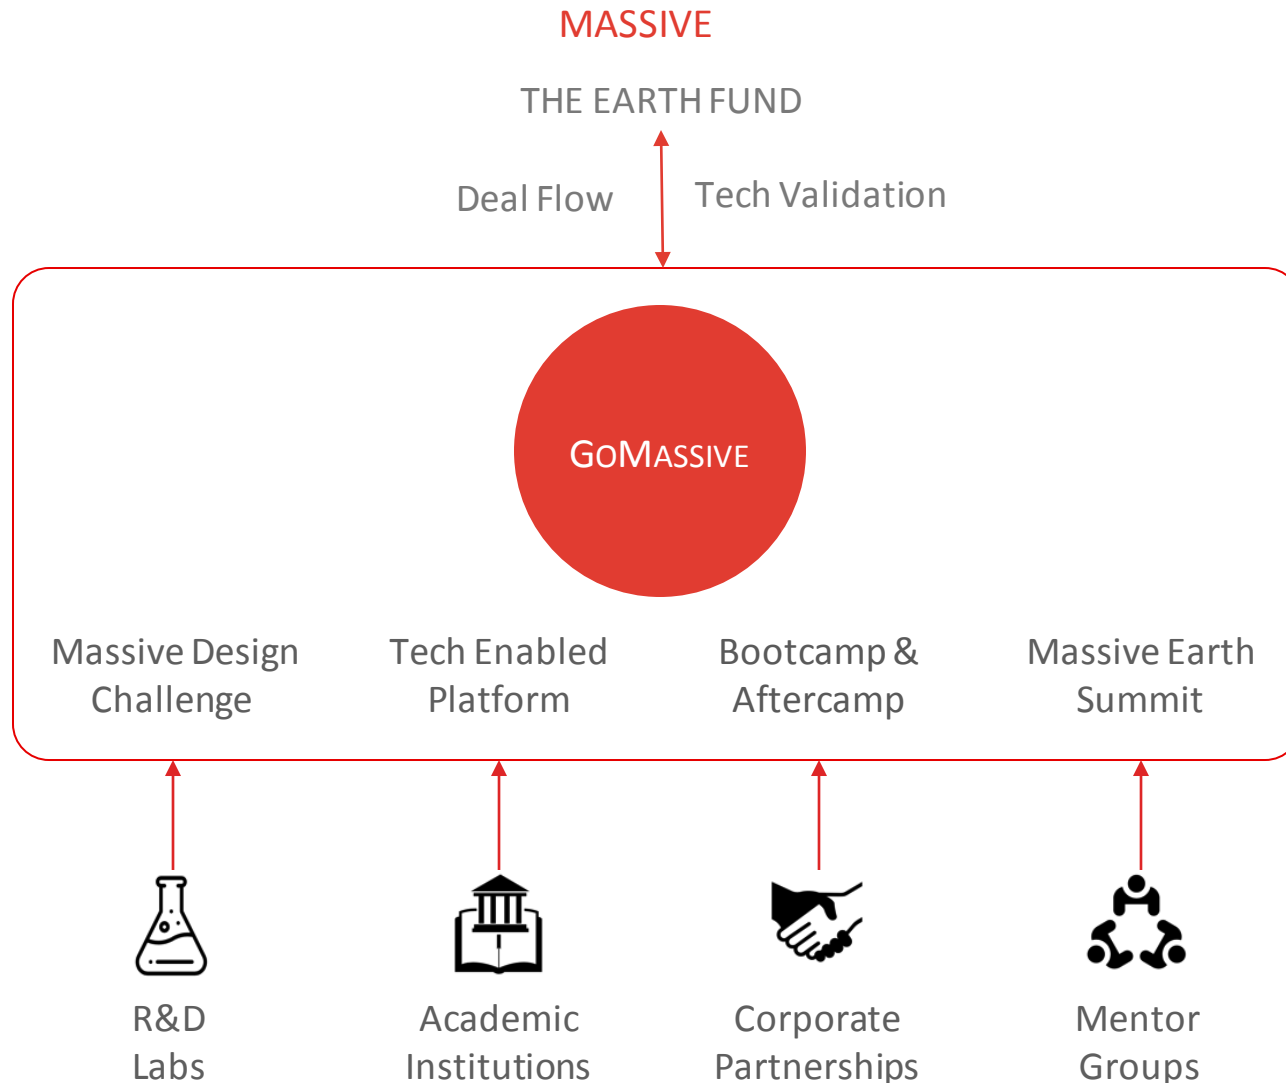 MASSIVE
THE EARTH FUND
Deal Flow
Tech Validation
GOMASSIVE
Massive Design
Challenge
Tech Enabled
Platform
Bootcamp &
Aftercamp
Massive Earth
Summit
R&D
Labs
Academic
Institutions
Corporate
Partnerships
Mentor
Groups